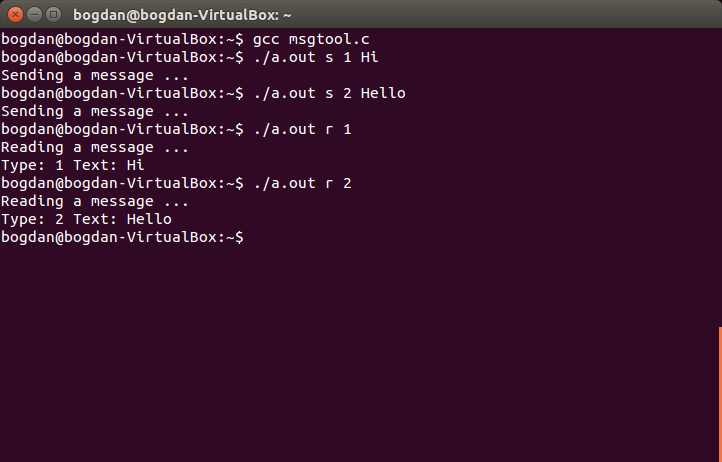 bogdan@bogdan-VirtualBox: ~
bogdan@bogdan-VirtualBox:~$ gcc msgtool.c
bogdan@bogdan-VirtualBox:~$ ./a.out s 1 Hi
Sending a message ...
bogdan@bogdan-VirtualBox:~$ ./a.out s 2 Hello
Sending a message ...
bogdan@bogdan-VirtualBox:~$ ./a.out r 1
Reading a message ...
Type: 1 Text: Hi
bogdan@bogdan-VirtualBox:~$ ./a.out r 2
Reading a message ...
Type: 2 Text: Hello
bogdan@bogdan-VirtualBox:~$